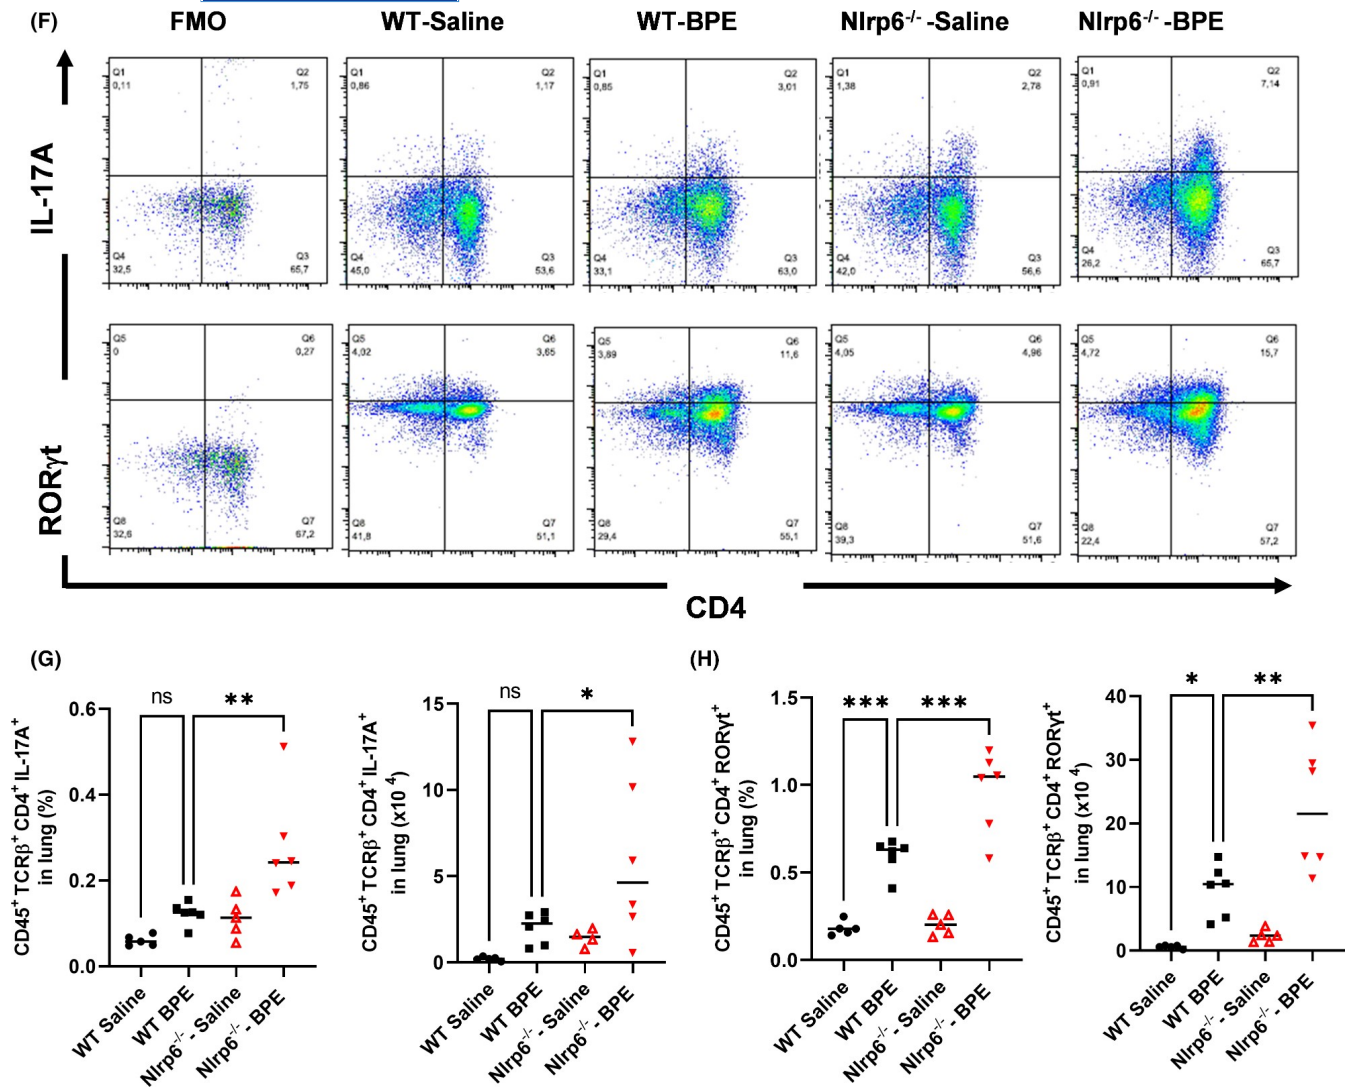 (F)
FMO
WT-Saline
WT-BPE
Nlrp6-/- -Saline
Nlrp6-/- -BPE
IL-17A
Q1
0,11
Q2
1,75
Q4
32,5
Q3
65,7
Q1
0,86
Q2
1,17
Q4
45,0
Q3
53,6
Q1
0,85
Q2
3,01
Q4
33,1
Q3
63,0
Q1
1,38
Q2
2,78
Q4
42,0
Q3
56,6
Q1
0,91
Q2
7,14
Q4
26,2
Q3
65,7
RORγt
Q5
0
Q6
0,27
Q8
32,6
Q7
67,2
Q5
4,02
Q6
3,65
Q8
41,8
Q7
51,1
Q5
3,89
Q6
11,6
Q8
29,4
Q7
55,1
Q5
4,05
Q6
4,96
Q8
39,3
Q7
51,6
Q5
4,72
Q6
15,7
Q8
22,4
Q7
57,2
CD4
(G)
CD45+ TCRβ+ CD4+ IL-17A+
in lung (%)
0.6
0.4
0.2
0.0
ns
**
WT Saline
WT BPE
Nlrp6-/- - Saline
Nlrp6-/- - BPE
CD45+ TCRβ+ CD4+ IL-17A+
in lung (x10 4)
15
10
5
0
ns
*
WT Saline
WT BPE
Nlrp6-/- - Saline
Nlrp6-/- - BPE
(H)
CD45+ TCRβ+ CD4+ RORγt+
in lung (%)
1.5
1.0
0.5
0.0
***
***
WT Saline
WT BPE
Nlrp6-/- - Saline
Nlrp6-/- - BPE
CD45+ TCRβ+ CD4+ RORγt+
in lung (x10 4)
40
30
20
10
0
*
**
WT Saline
WT BPE
Nlrp6-/- - Saline
Nlrp6-/- - BPE